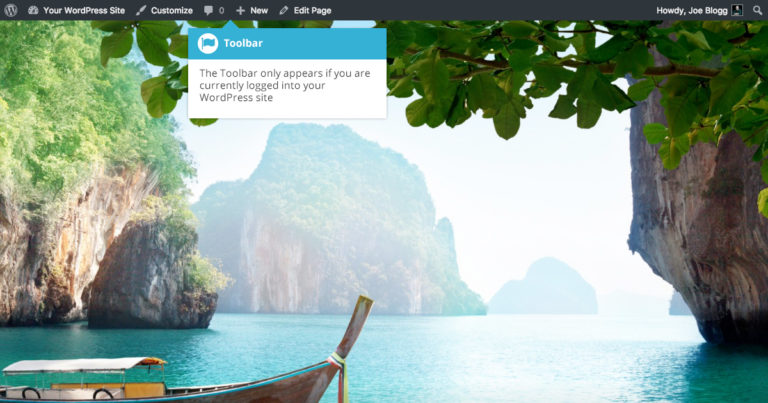 Your WordPress Site Customize 0 New Edit Page Howdy, Joe Blogg
Toolbar
The Toolbar only appears if you are
currently logged into your
WordPress site